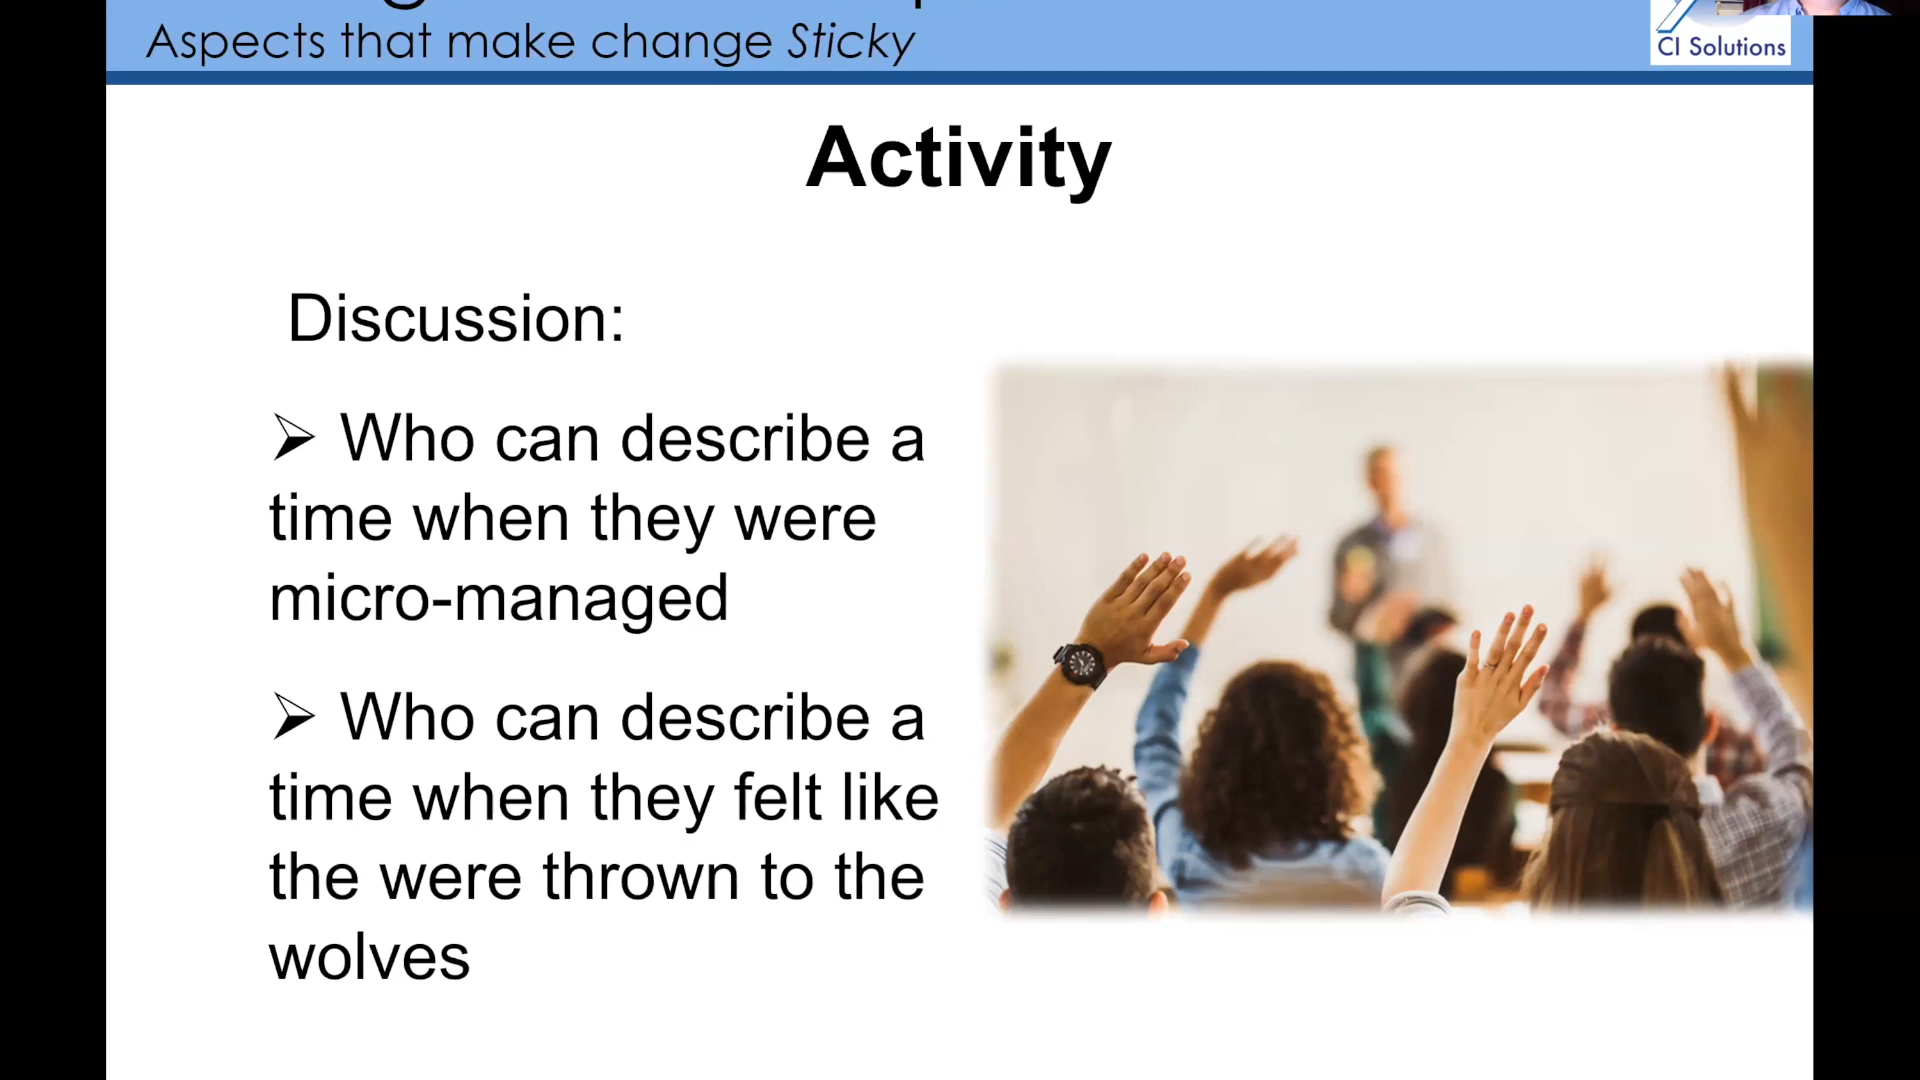 Aspects that make change Sticky
CI Solutions
Activity
Discussion:
➢ Who can describe a
time when they were
micro-managed
➢ Who can describe a
time when they felt like
the were thrown to the
wolves